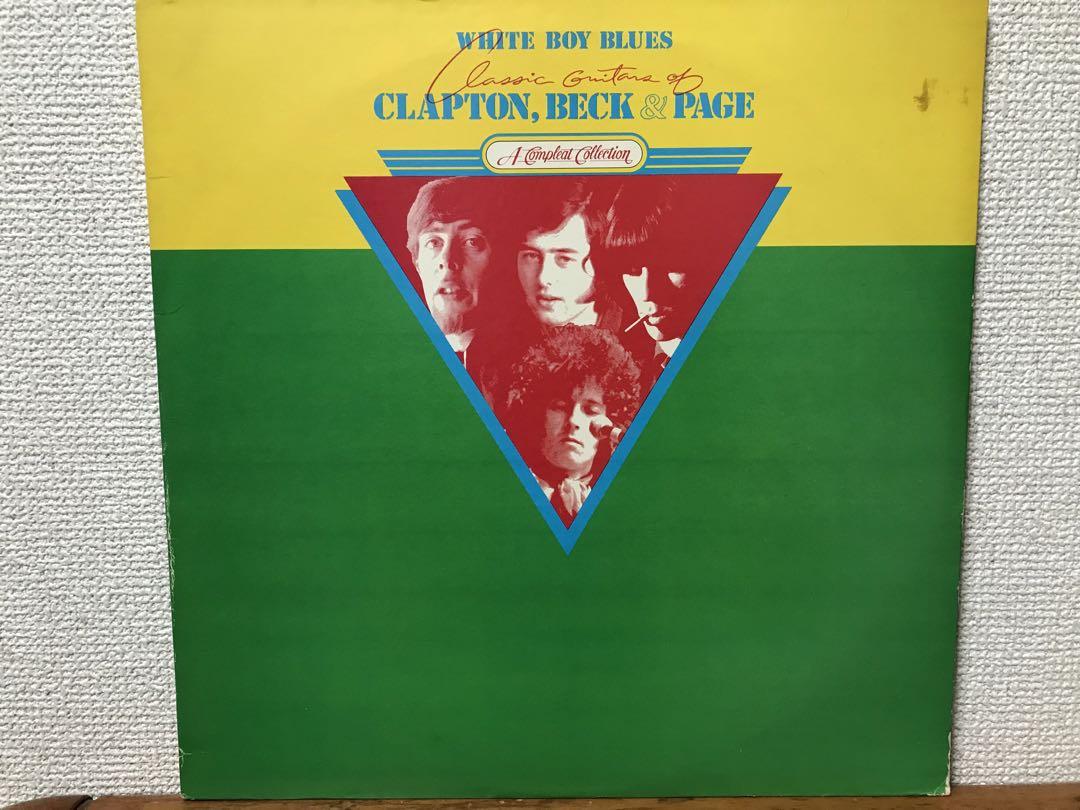 WHITE BOY BLUES
Classic Guitars of
CLAPTON, BECK & PAGE
A Compleat Collection